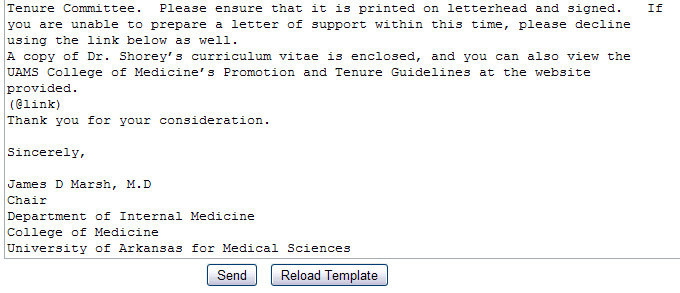 Tenure Committee.  Please ensure that it is printed on letterhead and signed.   If
you are unable to prepare a letter of support within this time, please decline
using the link below as well.
A copy of Dr. Shorey’s curriculum vitae is enclosed, and you can also view the
UAMS College of Medicine’s Promotion and Tenure Guidelines at the website
provided.
(@link)
Thank you for your consideration.

Sincerely,

James D Marsh, M.D
Chair
Department of Internal Medicine
College of Medicine
University of Arkansas for Medical Sciences
Send Reload Template